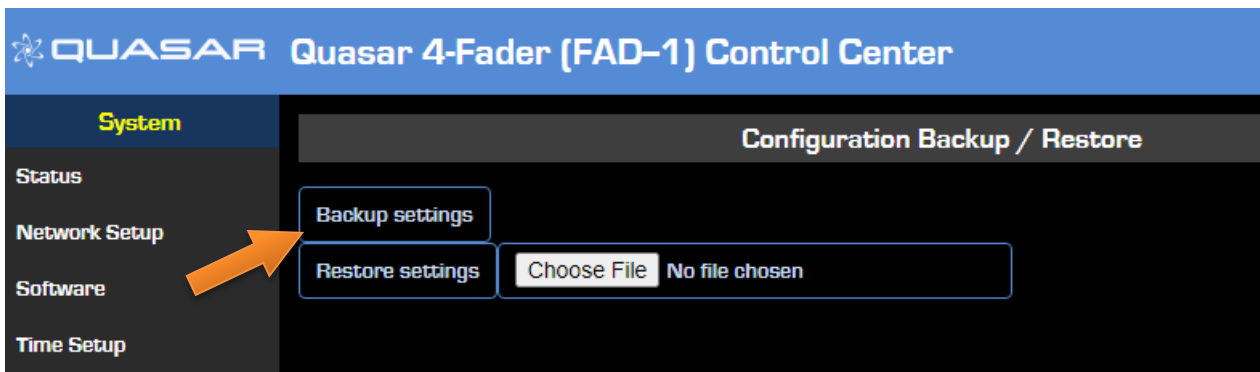 QUASAR Quasar 4-Fader (FAD-1) Control Center
System
Configuration Backup / Restore
Status
Backup settings
Network Setup
Restore settings Choose File No file chosen
Software
Time Setup